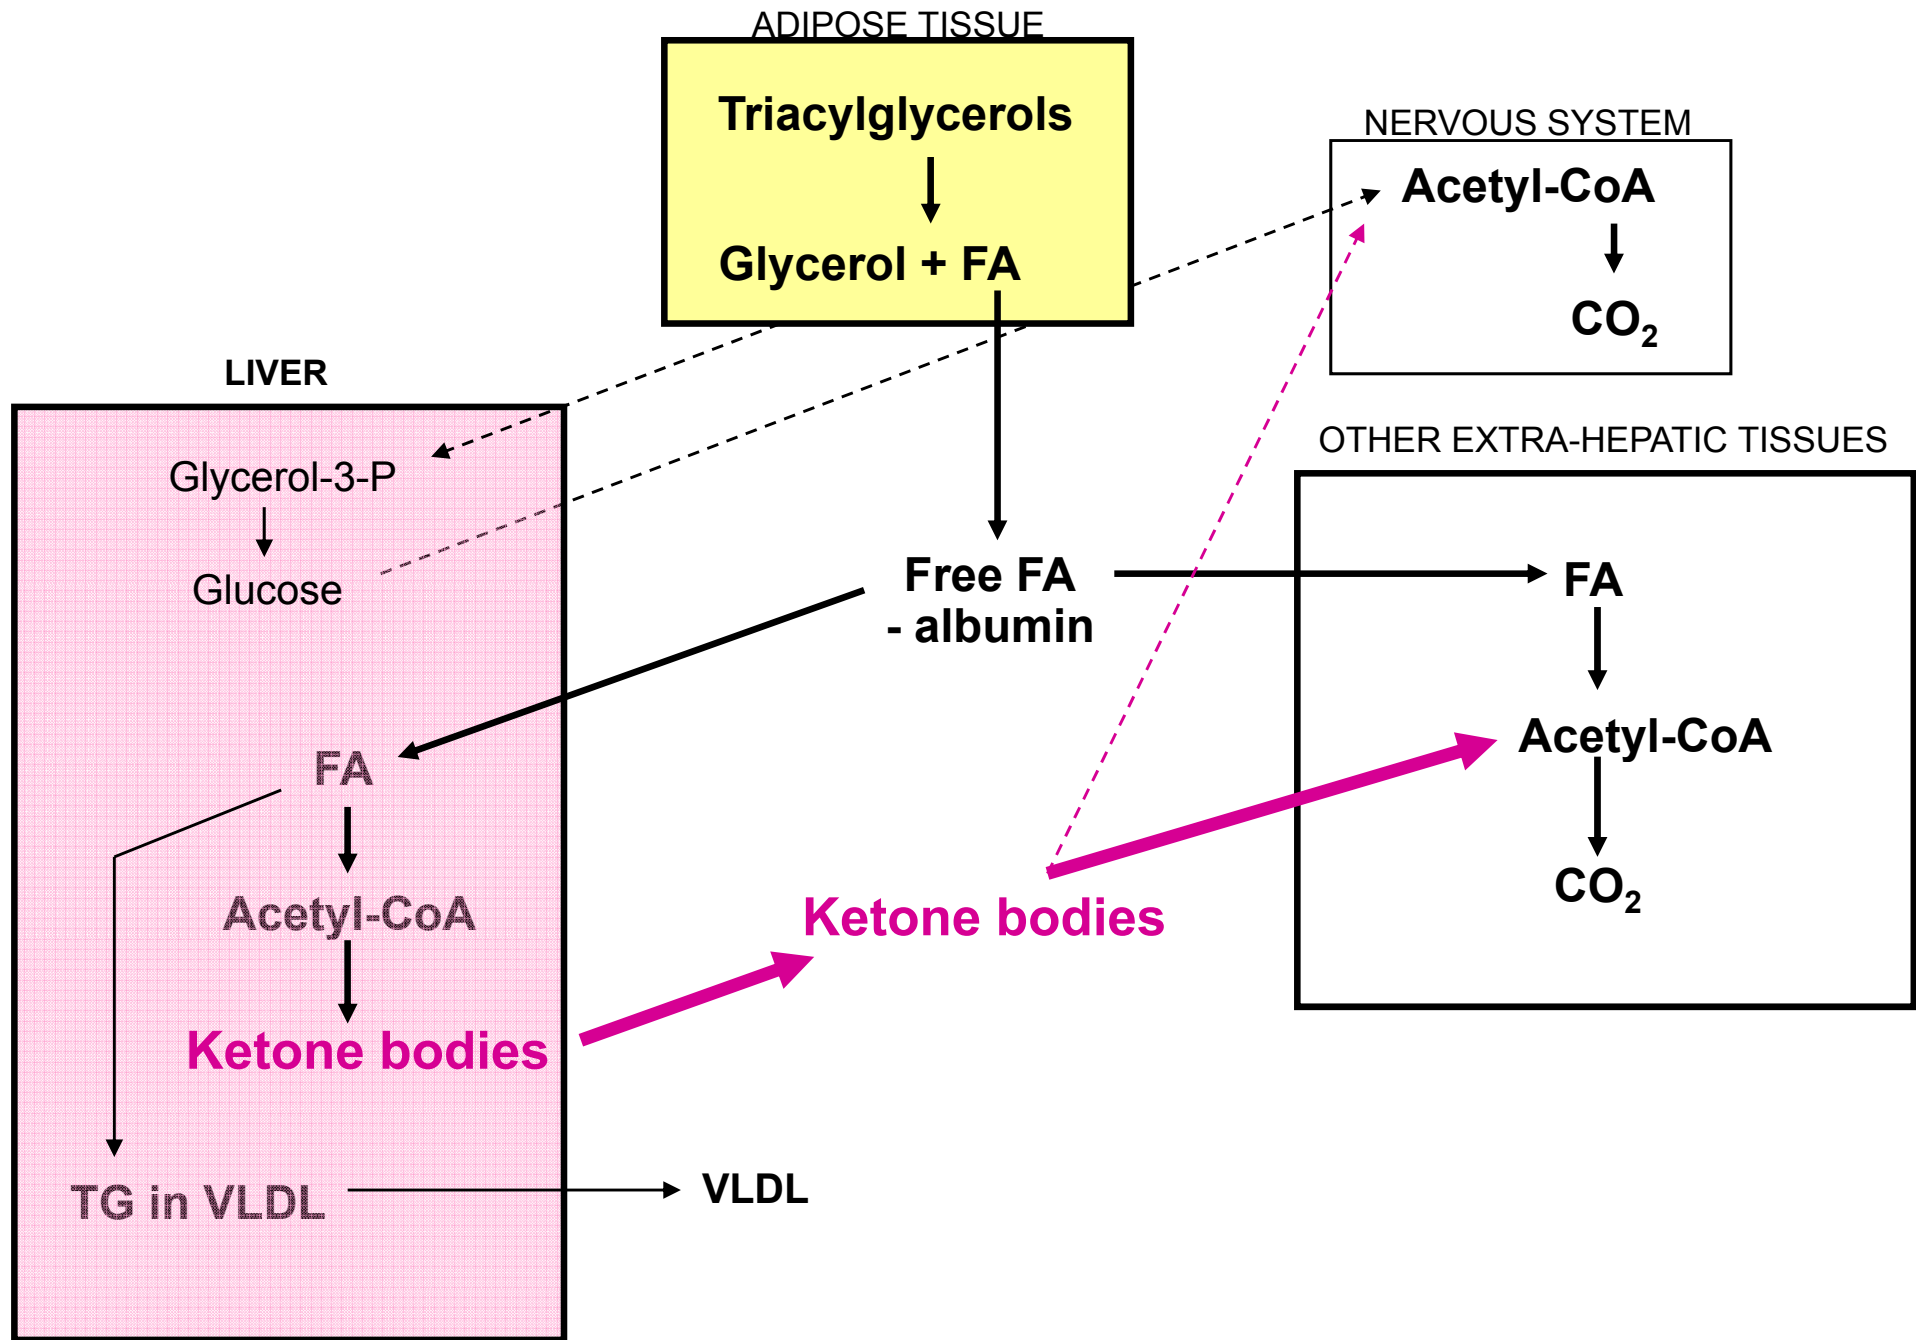 ADIPOSE TISSUE
Triacylglycerols
Glycerol + FA
NERVOUS SYSTEM
Acetyl-CoA
CO₂
LIVER
Glycerol-3-P
Glucose
FA
Acetyl-CoA
Ketone bodies
TG in VLDL
Free FA
- albumin
Ketone bodies
VLDL
OTHER EXTRA-HEPATIC TISSUES
FA
Acetyl-CoA
CO₂